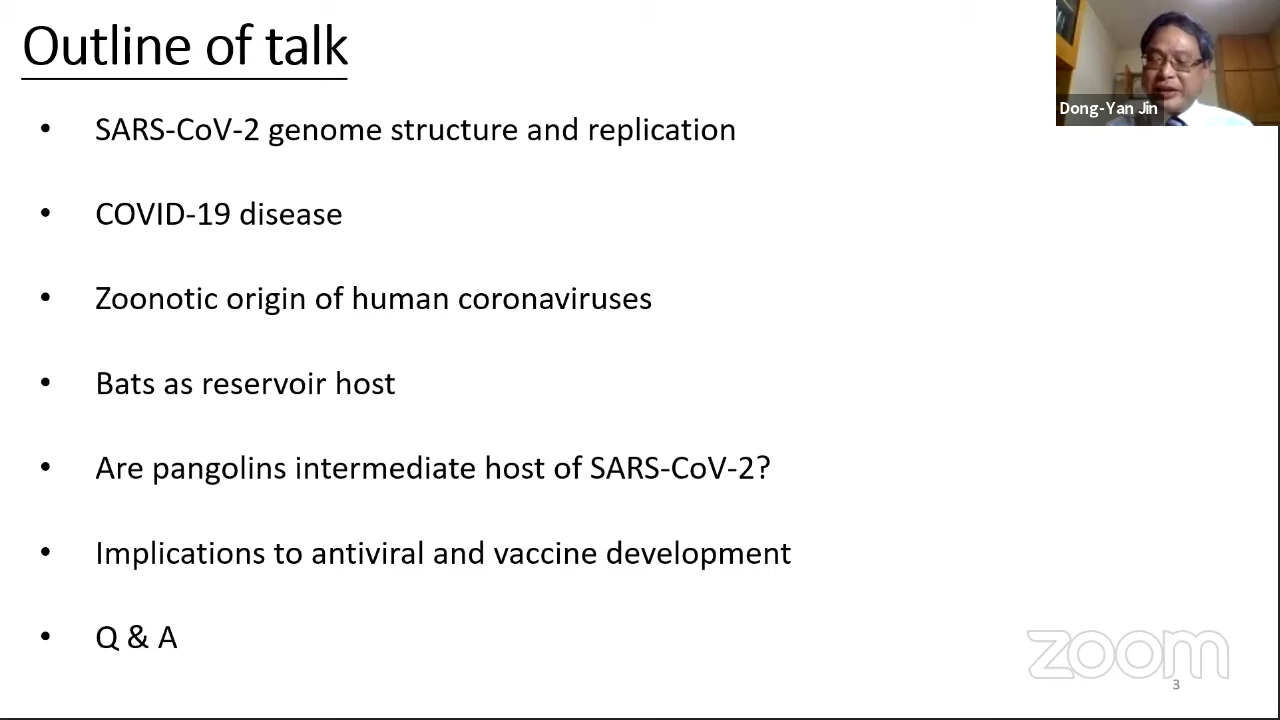 Outline of talk
Dong-Yan Jin
• SARS-CoV-2 genome structure and replication
• COVID-19 disease
• Zoonotic origin of human coronaviruses
• Bats as reservoir host
• Are pangolins intermediate host of SARS-CoV-2?
• Implications to antiviral and vaccine development
• Q & A
zoom
3